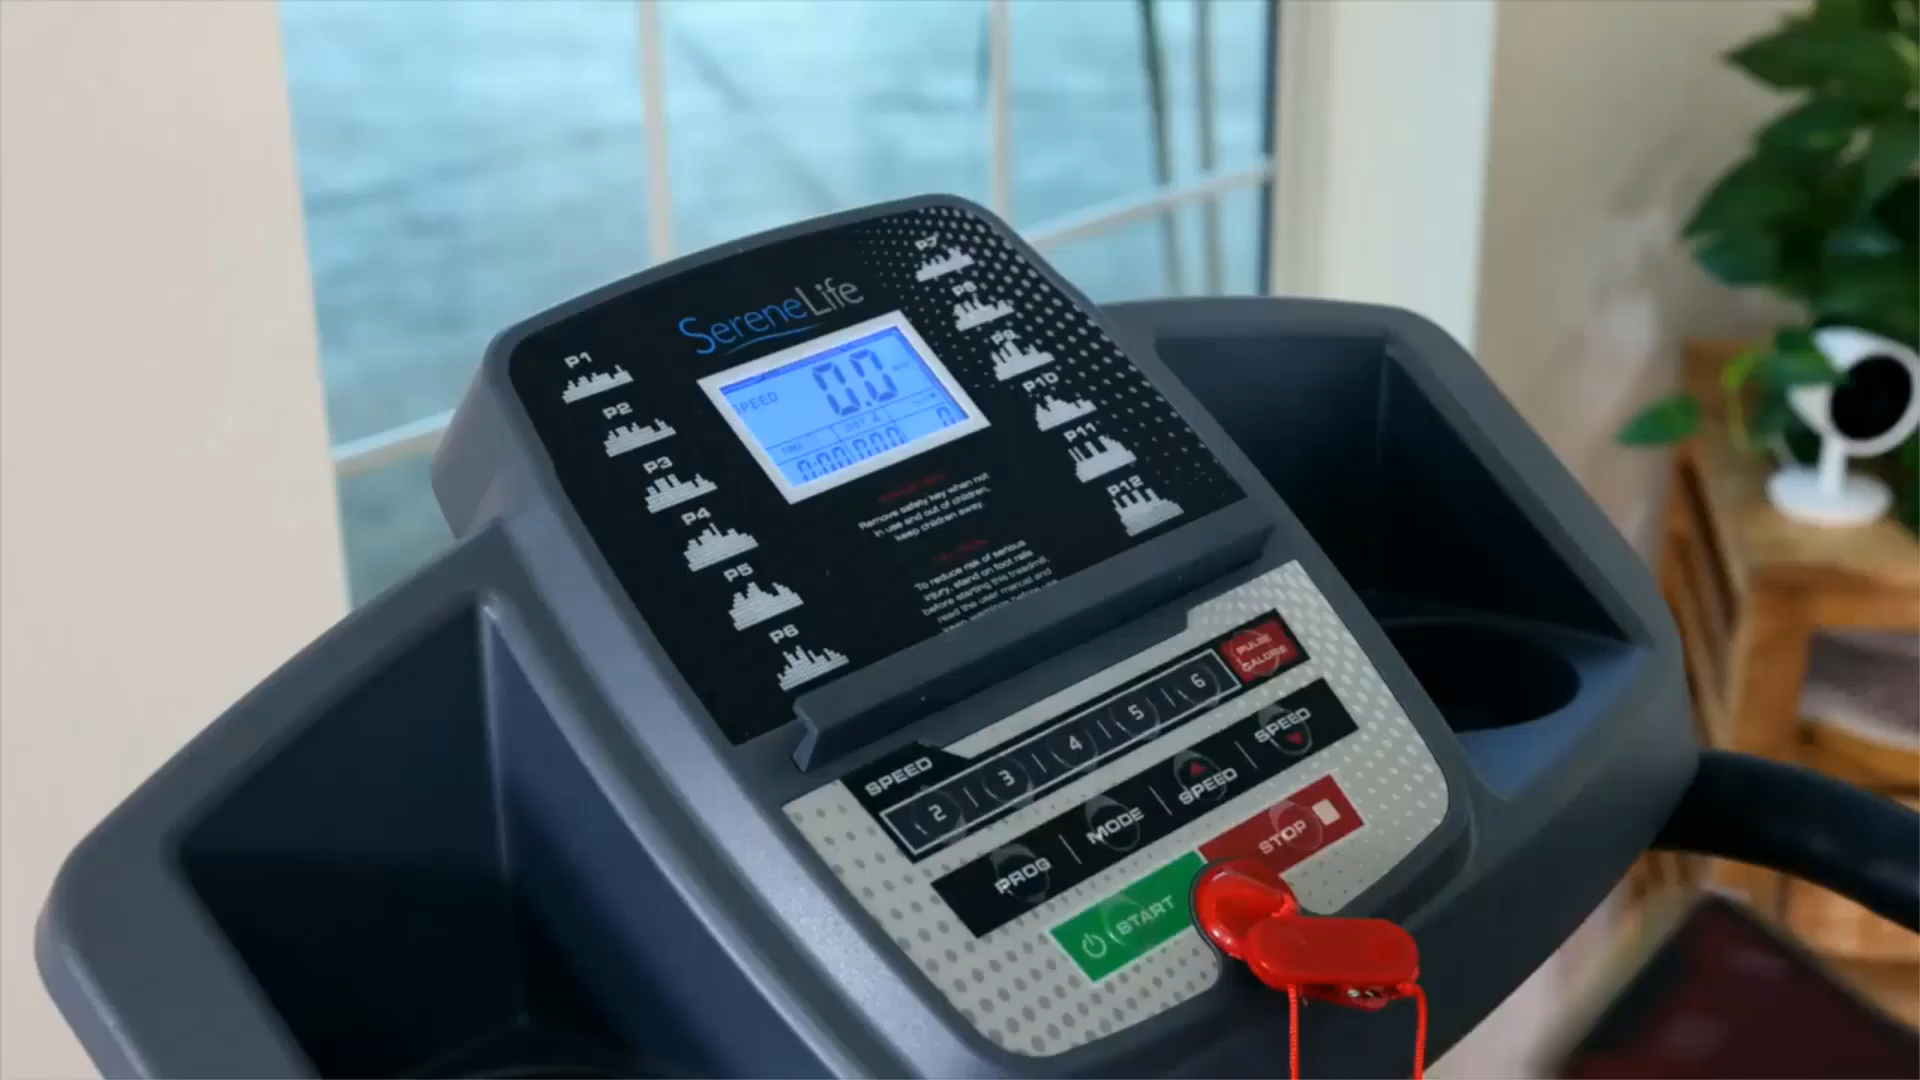 SereneLife
P1
P2
P3
P4
P5
P6
P7
P8
P9
P10
P11
P12
SPEED
0.0
0:00
0.00
0
Remove safety key when not
in use and out of children,
keep children away.
To reduce risk of serious
injury, stand on foot rails
before starting this treadmill,
read the user manual and
PULSE
CALORIE
SPEED
2 | 3 | 4 | 5 | 6
PROG | MODE | SPEED | SPEED
START
STOP